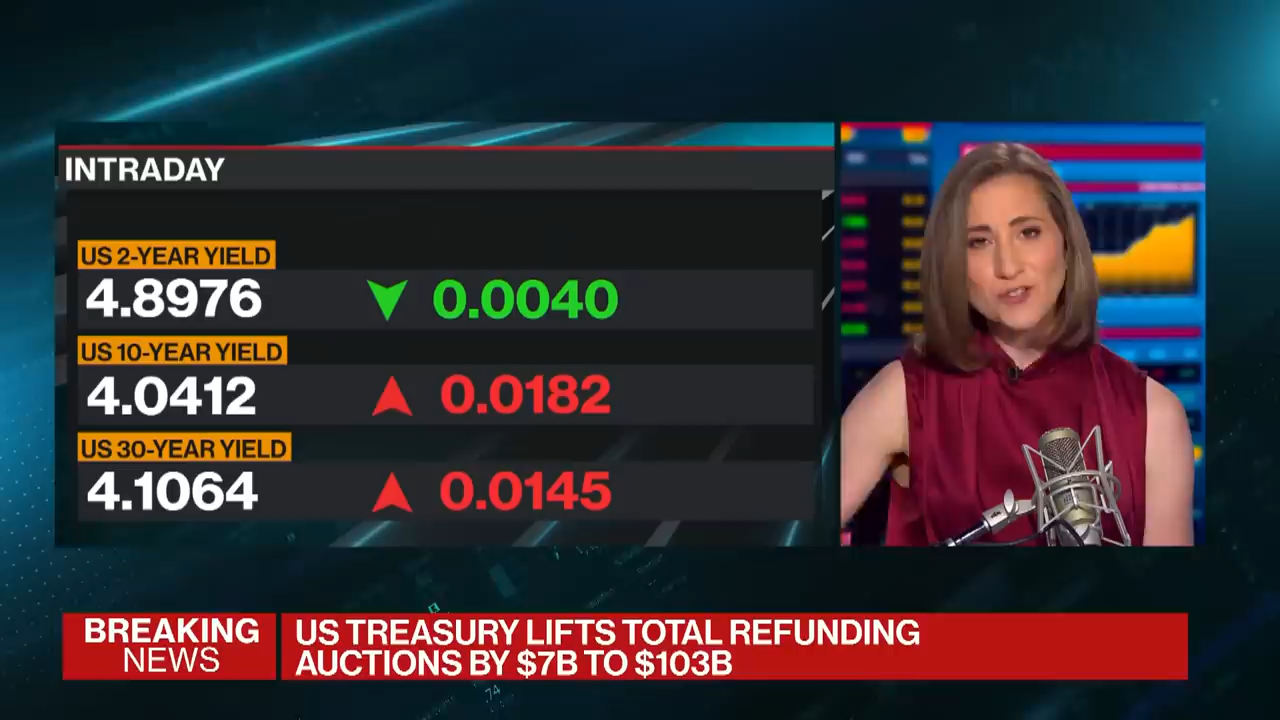 INTRADAY
US 2-YEAR YIELD
4.8976 0.0040
US 10-YEAR YIELD
4.0412 0.0182
US 30-YEAR YIELD
4.1064 0.0145
BREAKING
NEWS
US TREASURY LIFTS TOTAL REFUNDING
AUCTIONS BY $7B TO $103B
74